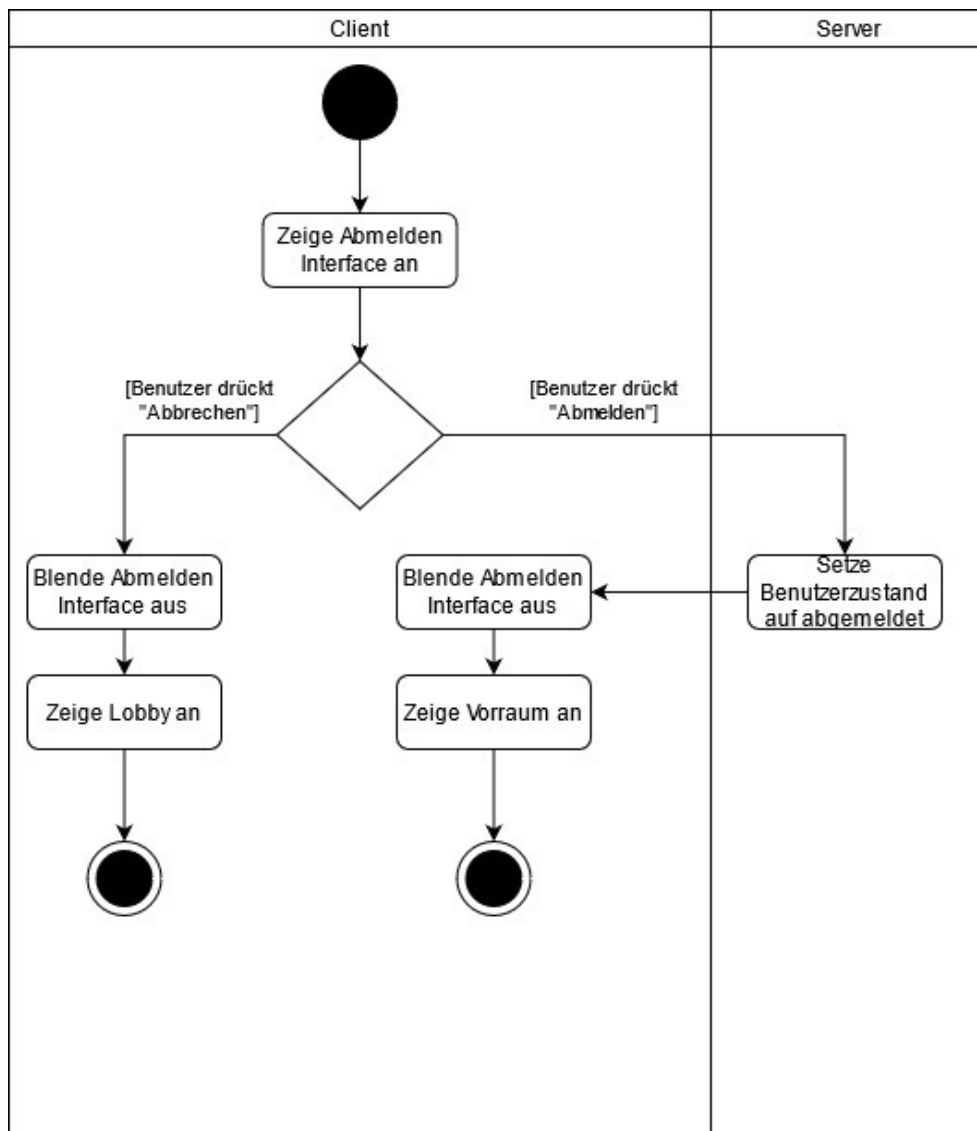 Client
Server
Zeige Abmelden
Interface an
[Benutzer drückt
"Abbrechen"]
[Benutzer drückt
"Abmelden"]
Blende Abmelden
Interface aus
Blende Abmelden
Interface aus
Setze
Benutzerzustand
auf abgemeldet
Zeige Lobby an
Zeige Vorraum an